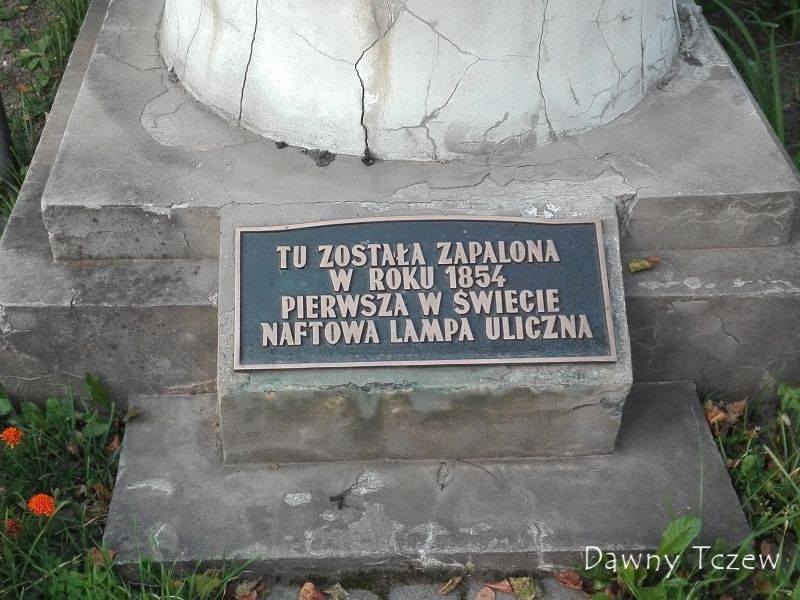 TU ZOSTAŁA ZAPALONA
W ROKU 1854
PIERWSZA W ŚWIECIE
NAFTOWA LAMPA ULICZNA
Dawny Tczew